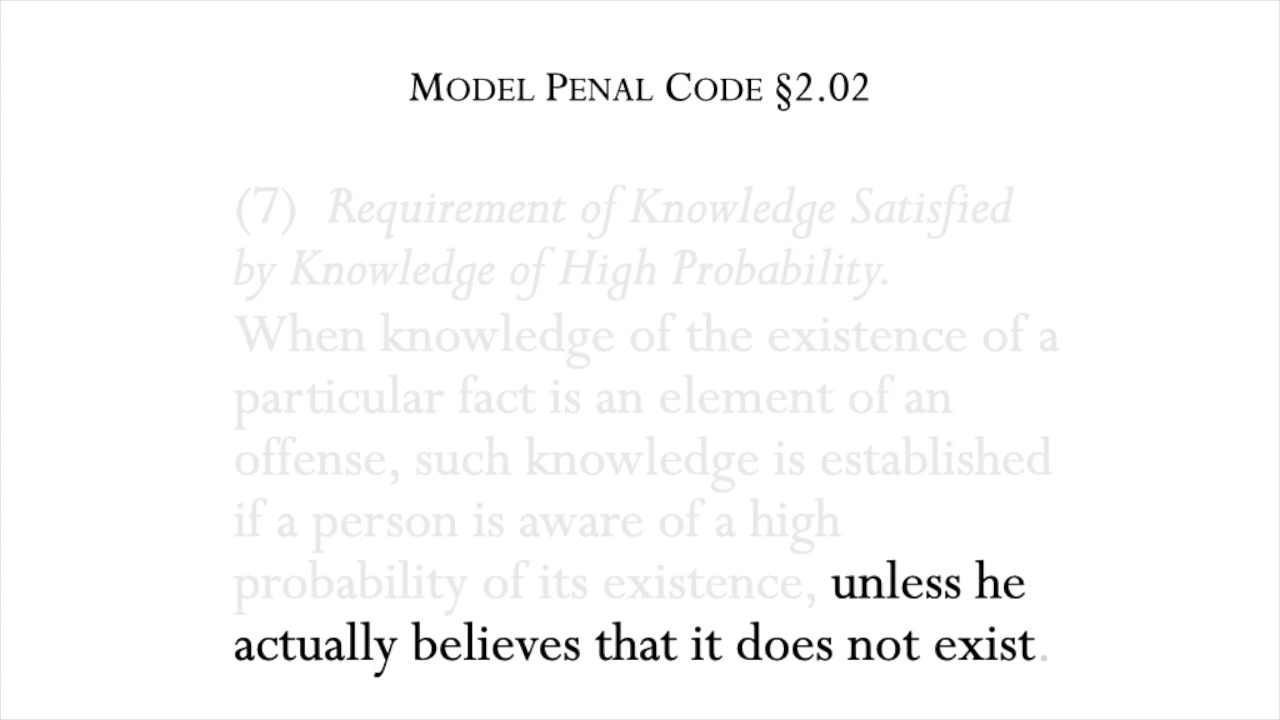 MODEL PENAL CODE §2.02
(7) Requirement of Knowledge Satisfied
by Knowledge of High Probability.
When knowledge of the existence of a
particular fact is an element of an
offense, such knowledge is established
if a person is aware of a high
probability of its existence, unless he
actually believes that it does not exist.